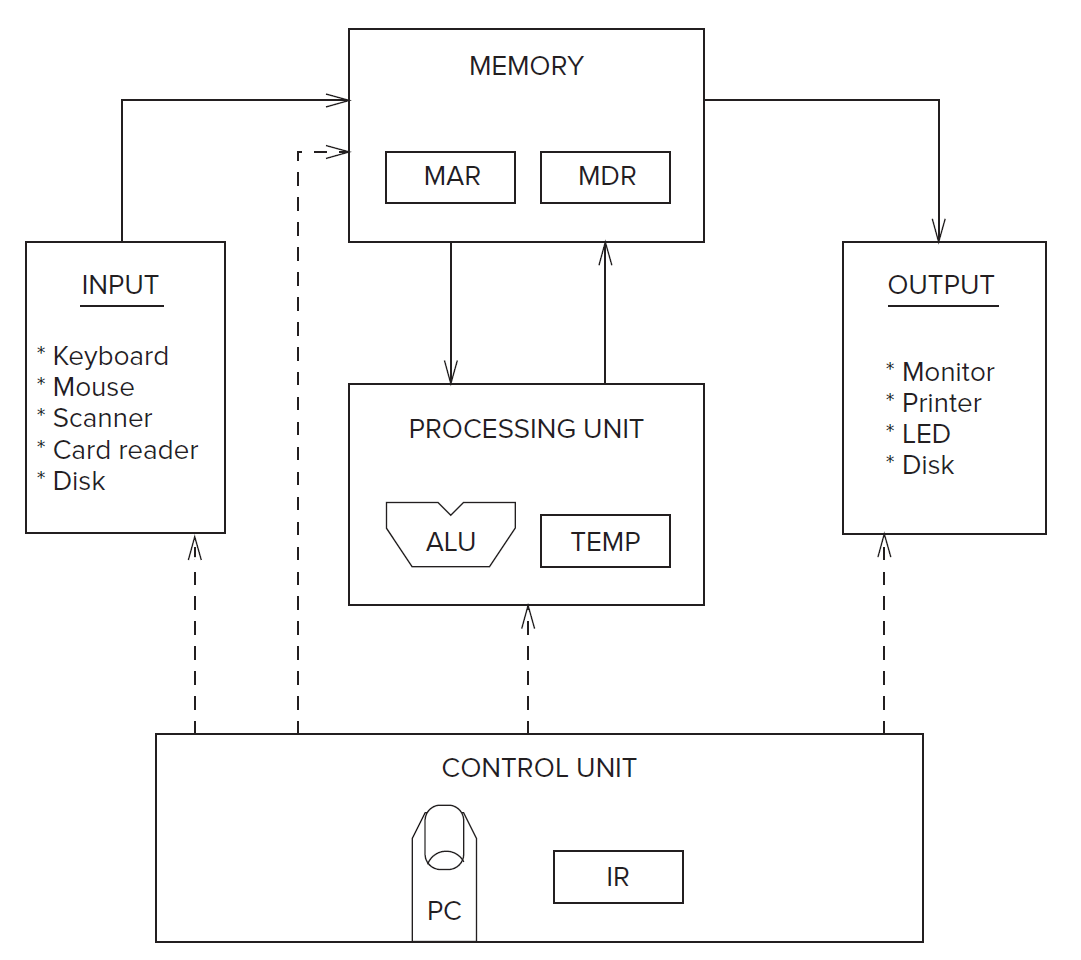 MEMORY
MAR
MDR
INPUT
* Keyboard
* Mouse
* Scanner
* Card reader
* Disk
OUTPUT
* Monitor
* Printer
* LED
* Disk
PROCESSING UNIT
ALU
TEMP
CONTROL UNIT
PC
IR